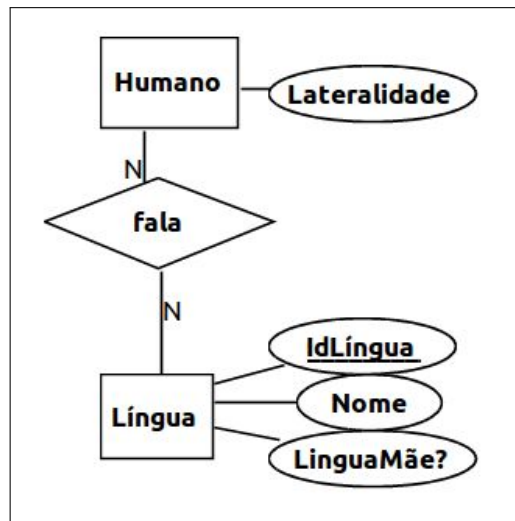 Humano
Lateralidade
N
fala
N
IdLíngua
Língua
Nome
LinguaMãe?